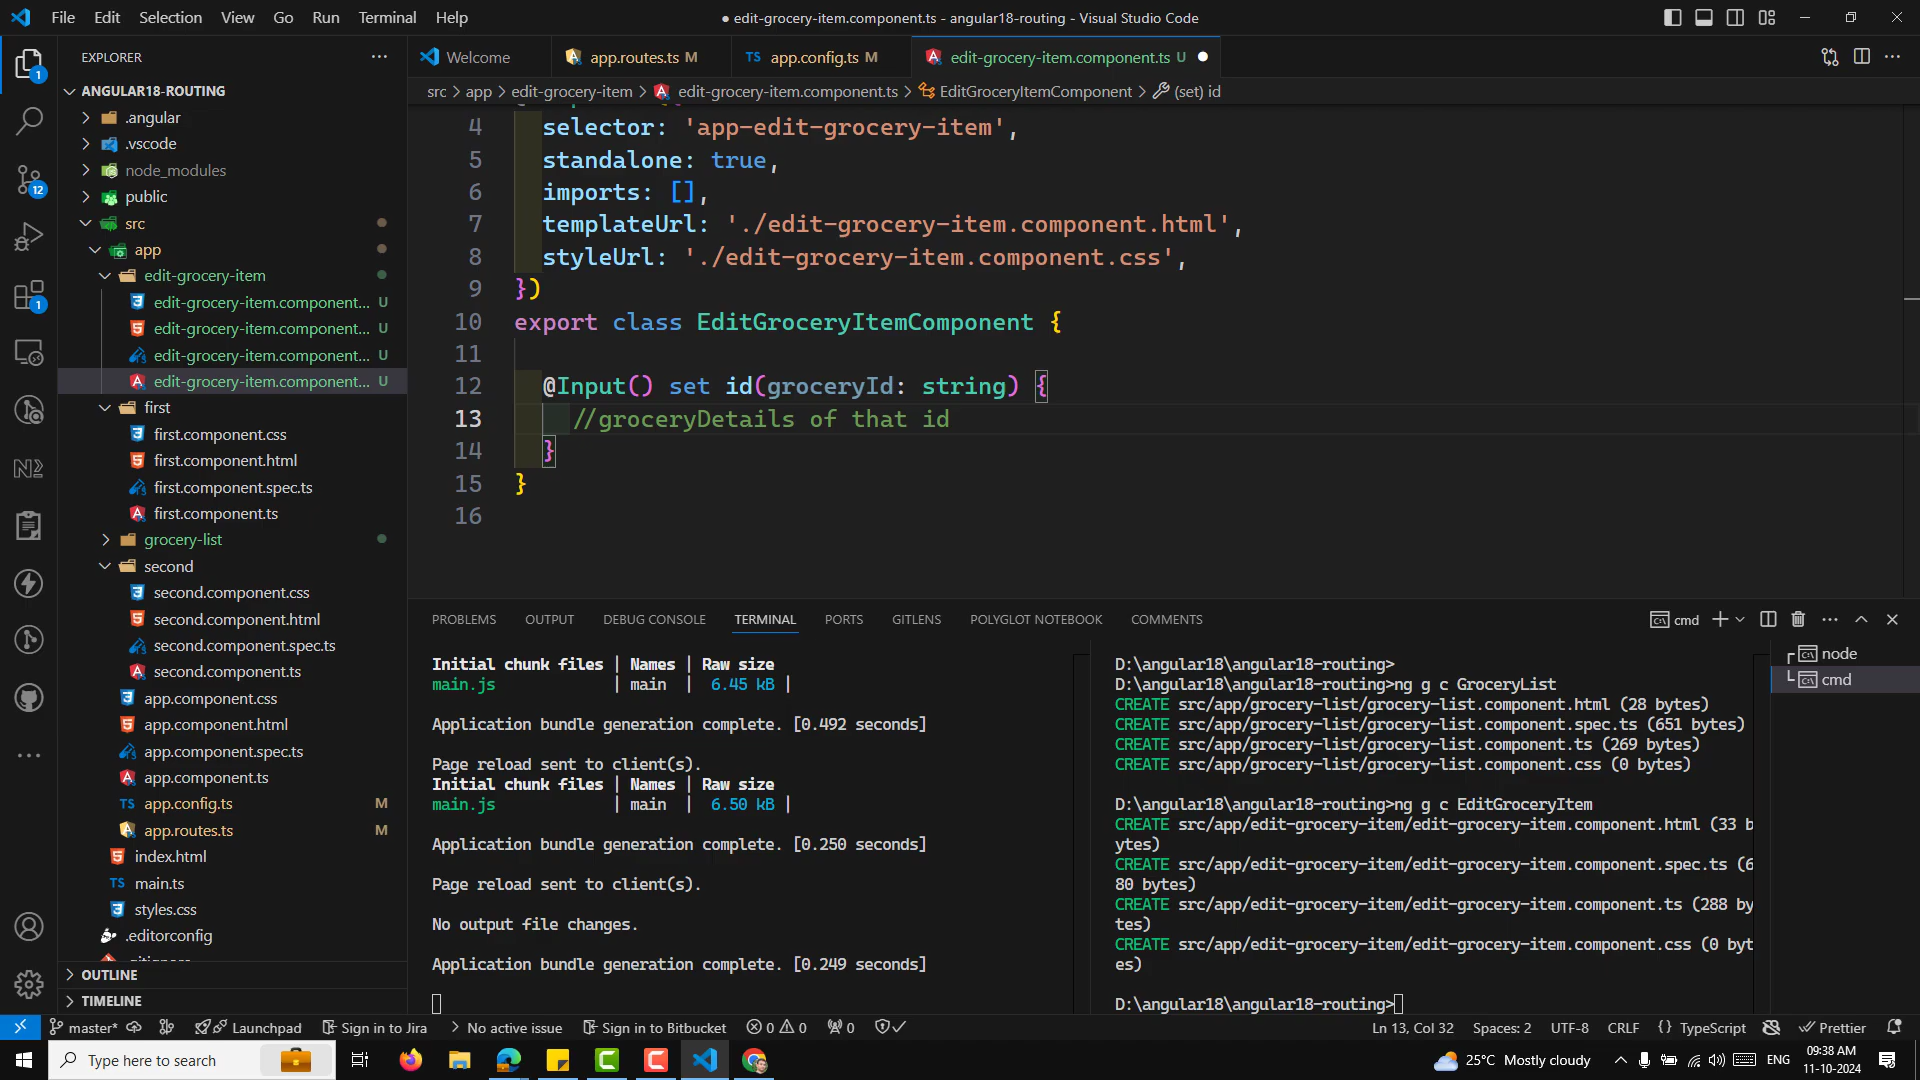 File Edit Selection View Go Run Terminal Help
● edit-grocery-item.component.ts - angular18-routing - Visual Studio Code
EXPLORER
ANGULAR18-ROUTING
.angular
.vscode
node_modules
public
src
app
edit-grocery-item
edit-grocery-item.component... U
edit-grocery-item.component... U
edit-grocery-item.component... U
edit-grocery-item.component... U
first
first.component.css
first.component.html
first.component.spec.ts
first.component.ts
grocery-list
second
second.component.css
second.component.html
second.component.spec.ts
second.component.ts
app.component.css
app.component.html
app.component.spec.ts
app.component.ts
TS app.config.ts M
app.routes.ts M
index.html
TS main.ts
styles.css
.editorconfig
OUTLINE
TIMELINE
1
12
1
Welcome
app.routes.ts M
TS app.config.ts M
edit-grocery-item.component.ts U ●
src > app > edit-grocery-item > edit-grocery-item.component.ts > EditGroceryItemComponent > (set) id
4 selector: 'app-edit-grocery-item',
5 standalone: true,
6 imports: [],
7 templateUrl: './edit-grocery-item.component.html',
8 styleUrl: './edit-grocery-item.component.css',
9 })
10 export class EditGroceryItemComponent {
11
12 @Input() set id(groceryId: string) {
13 //groceryDetails of that id
14 }
15 }
16
PROBLEMS OUTPUT DEBUG CONSOLE TERMINAL PORTS GITLENS POLYGLOT NOTEBOOK COMMENTS
cmd
Initial chunk files | Names | Raw size
main.js | main | 6.45 kB |
Application bundle generation complete. [0.492 seconds]
Page reload sent to client(s).
Initial chunk files | Names | Raw size
main.js | main | 6.50 kB |
Application bundle generation complete. [0.250 seconds]
Page reload sent to client(s).
No output file changes.
Application bundle generation complete. [0.249 seconds]
D:\angular18\angular18-routing>
D:\angular18\angular18-routing>ng g c GroceryList
CREATE src/app/grocery-list/grocery-list.component.html (28 bytes)
CREATE src/app/grocery-list/grocery-list.component.spec.ts (651 bytes)
CREATE src/app/grocery-list/grocery-list.component.ts (269 bytes)
CREATE src/app/grocery-list/grocery-list.component.css (0 bytes)
D:\angular18\angular18-routing>ng g c EditGroceryItem
CREATE src/app/edit-grocery-item/edit-grocery-item.component.html (33 b
ytes)
CREATE src/app/edit-grocery-item/edit-grocery-item.component.spec.ts (6
80 bytes)
CREATE src/app/edit-grocery-item/edit-grocery-item.component.ts (288 by
tes)
CREATE src/app/edit-grocery-item/edit-grocery-item.component.css (0 byt
es)
D:\angular18\angular18-routing>
node
cmd
master* Launchpad Sign in to Jira No active issue Sign in to Bitbucket 0 0 0
Ln 13, Col 32 Spaces: 2 UTF-8 CRLF {} TypeScript Prettier
Type here to search
25°C Mostly cloudy
ENG
09:38 AM
11-10-2024